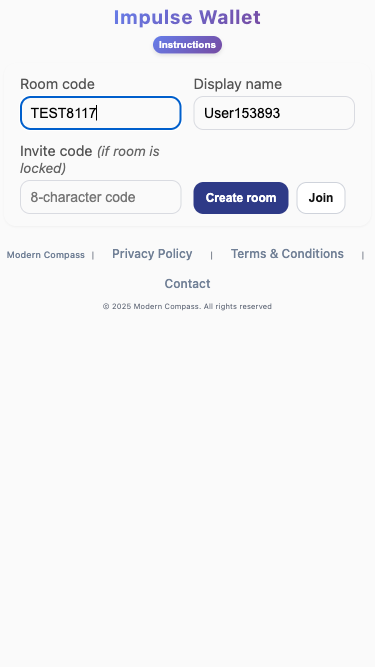 Impulse Wallet
Instructions
Room code
Display name
TEST8117
User153893
Invite code (if room is
locked)
8-character code
Create room
Join
Modern Compass | Privacy Policy | Terms & Conditions |
Contact
© 2025 Modern Compass. All rights reserved